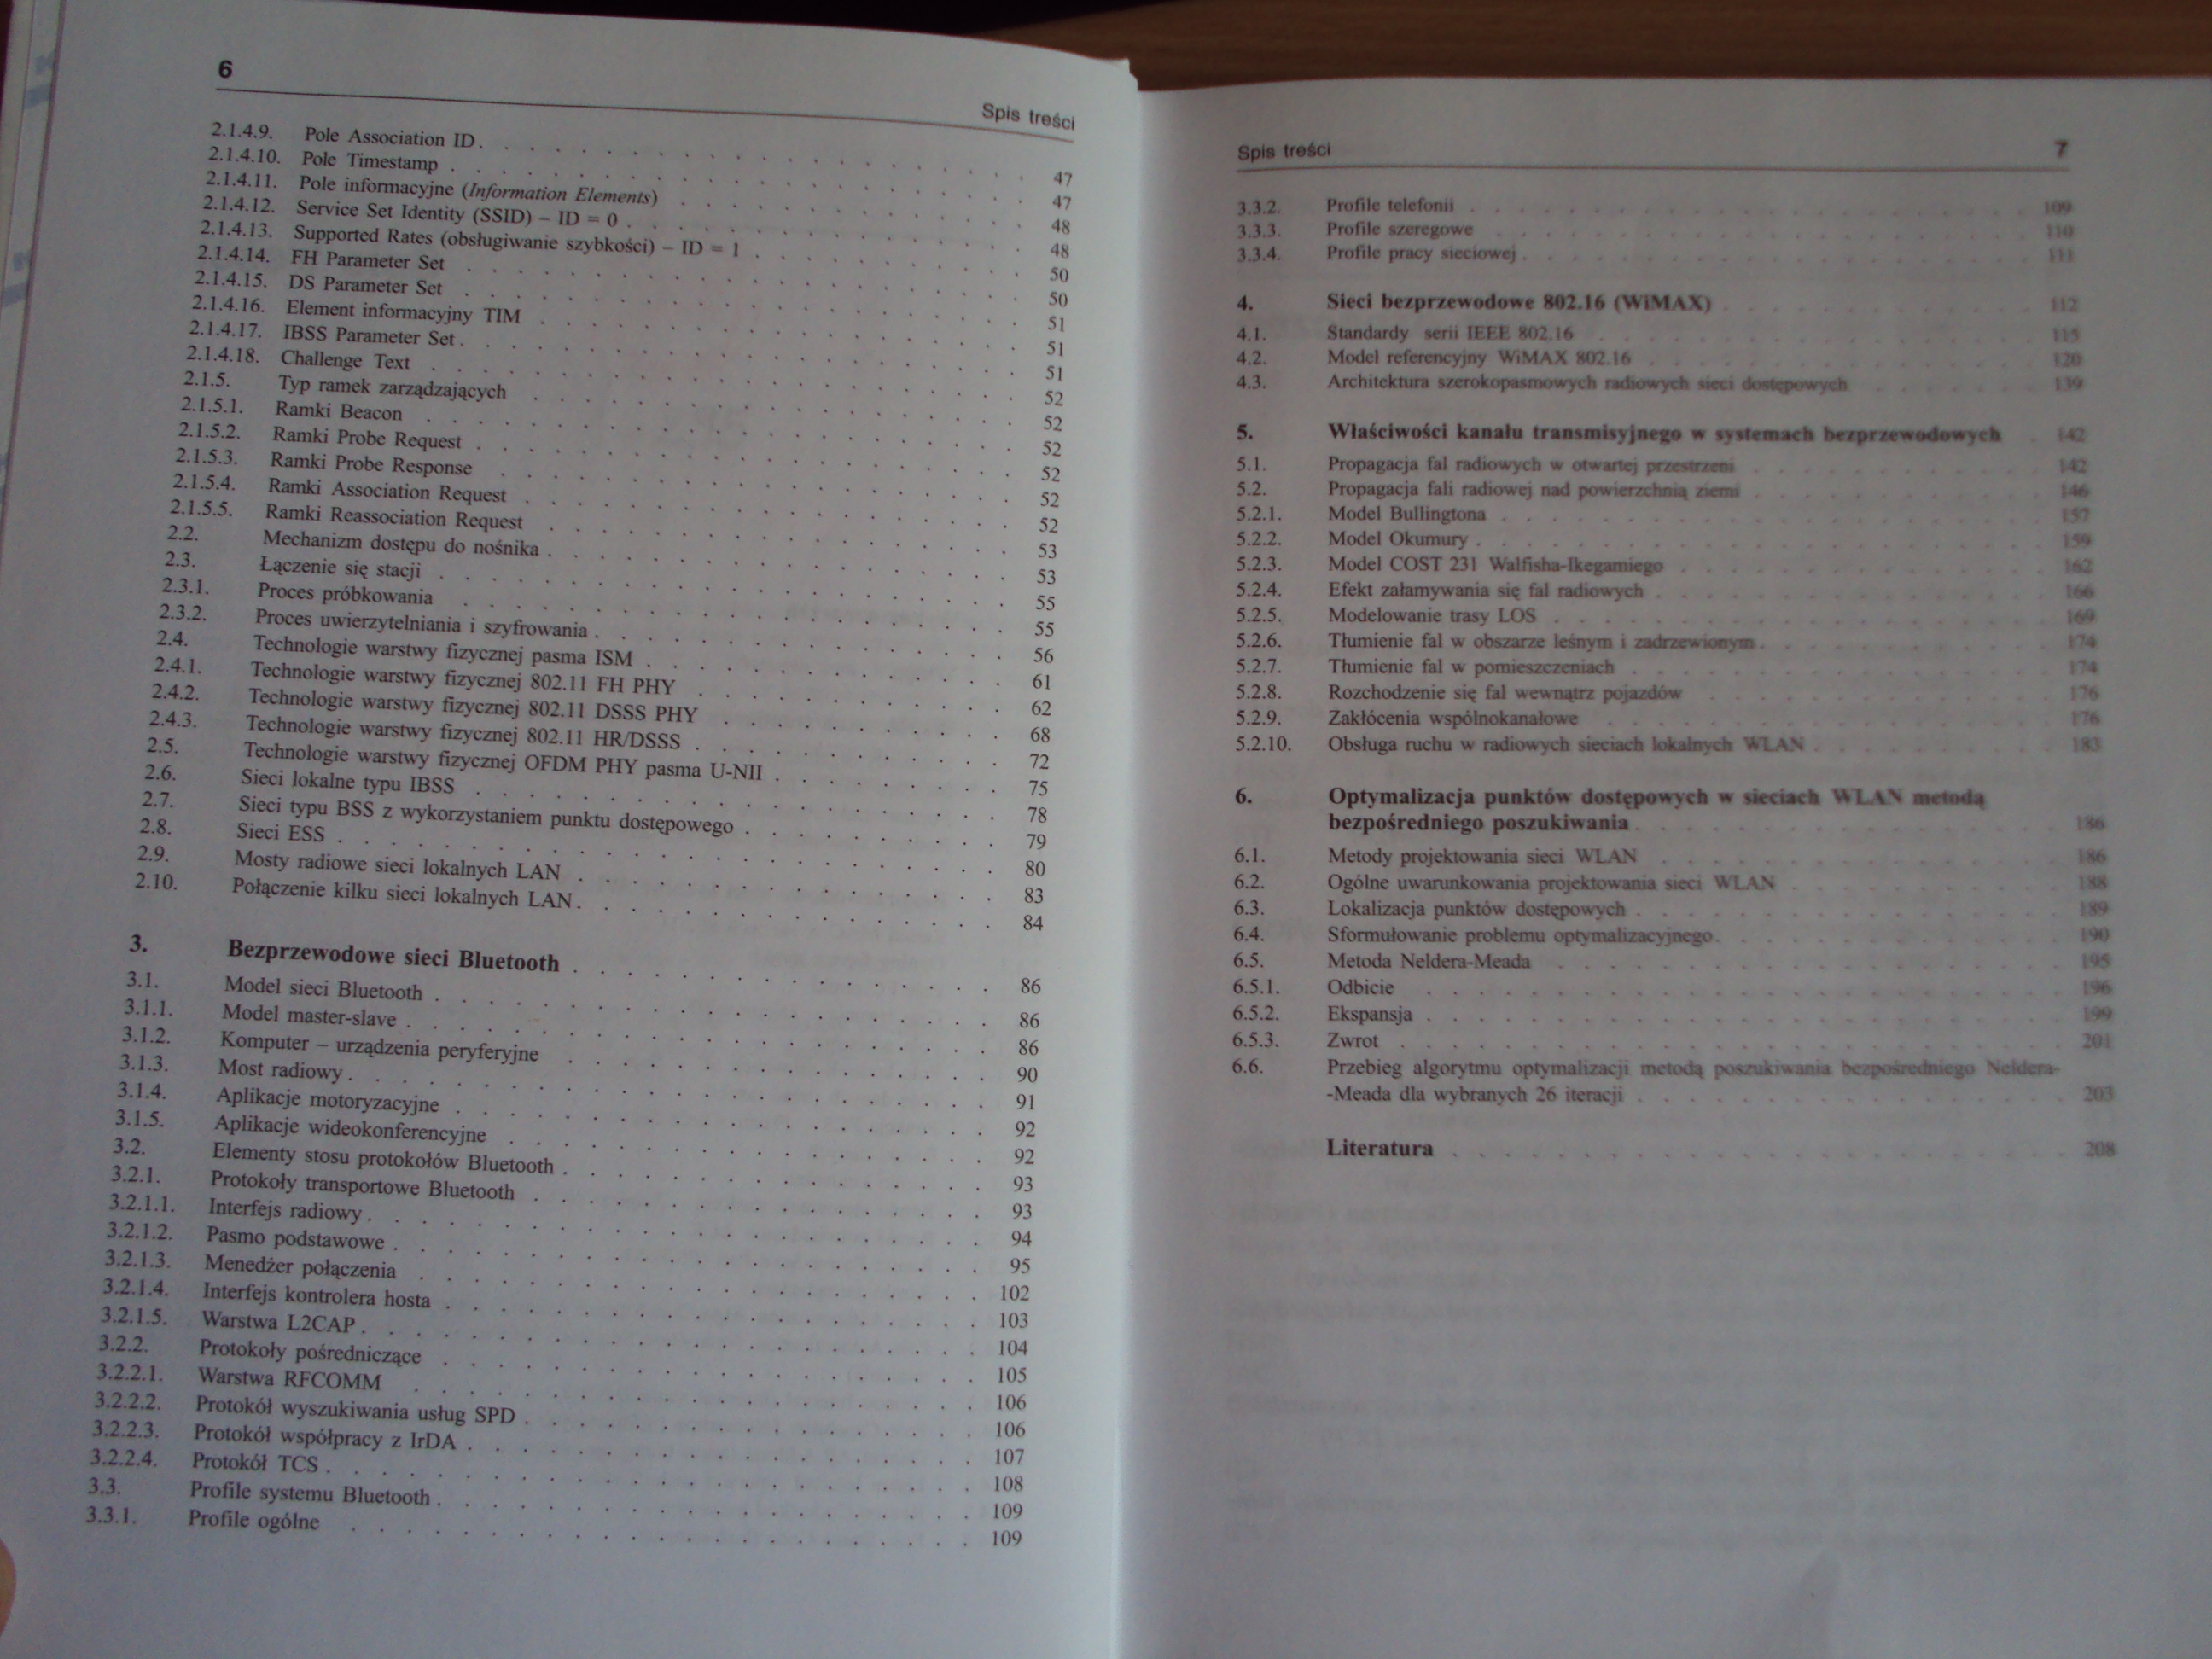 6
Spis treści
2.1.4.9. Pole Association ID . 47
2.1.4.10. Pole Timestamp . 47
2.1.4.11. Pole informacyjne (Information Elements) . 48
2.1.4.12. Service Set Identity (SSID) – ID = 0 . 48
2.1.4.13. Supported Rates (obsługiwanie szybkości) – ID = 1 . 50
2.1.4.14. FH Parameter Set . 50
2.1.4.15. DS Parameter Set . 51
2.1.4.16. Element informacyjny TIM . 51
2.1.4.17. IBSS Parameter Set . 51
2.1.4.18. Challenge Text . 52
2.1.5. Typ ramek zarządzających . 52
2.1.5.1. Ramki Beacon . 52
2.1.5.2. Ramki Probe Request . 52
2.1.5.3. Ramki Probe Response . 52
2.1.5.4. Ramki Association Request . 52
2.1.5.5. Ramki Reassociation Request . 53
2.2. Mechanizm dostępu do nośnika . 53
2.3. Łączenie się stacji . 55
2.3.1. Proces próbkowania . 55
2.3.2. Proces uwierzytelniania i szyfrowania . 56
2.4. Technologie warstwy fizycznej pasma ISM . 61
2.4.1. Technologie warstwy fizycznej 802.11 FH PHY . 62
2.4.2. Technologie warstwy fizycznej 802.11 DSSS PHY . 68
2.4.3. Technologie warstwy fizycznej 802.11 HR/DSSS . 72
2.5. Technologie warstwy fizycznej OFDM PHY pasma U-NII . 75
2.6. Sieci lokalne typu IBSS . 78
2.7. Sieci typu BSS z wykorzystaniem punktu dostępowego . 79
2.8. Sieci ESS . 80
2.9. Mosty radiowe sieci lokalnych LAN . 83
2.10. Połączenie kilku sieci lokalnych LAN . 84
3. Bezprzewodowe sieci Bluetooth . 86
3.1. Model sieci Bluetooth . 86
3.1.1. Model master-slave . 86
3.1.2. Komputer – urządzenia peryferyjne . 90
3.1.3. Most radiowy . 91
3.1.4. Aplikacje motoryzacyjne . 92
3.1.5. Aplikacje wideokonferencyjne . 92
3.2. Elementy stosu protokołów Bluetooth . 93
3.2.1. Protokoły transportowe Bluetooth . 93
3.2.1.1. Interfejs radiowy . 94
3.2.1.2. Pasmo podstawowe . 95
3.2.1.3. Menedżer połączenia . 102
3.2.1.4. Interfejs kontrolera hosta . 103
3.2.1.5. Warstwa L2CAP . 104
3.2.2. Protokoły pośredniczące . 105
3.2.2.1. Warstwa RFCOMM . 106
3.2.2.2. Protokół wyszukiwania usług SPD . 106
3.2.2.3. Protokół współpracy z IrDA . 107
3.2.2.4. Protokół TCS . 108
3.3. Profile systemu Bluetooth . 109
3.3.1. Profile ogólne . 109
Spis treści 7
3.3.2. Profile telefonii . 109
3.3.3. Profile szeregowe . 110
3.3.4. Profile pracy sieciowej . 111
4. Sieci bezprzewodowe 802.16 (WiMAX) . 112
4.1. Standardy serii IEEE 802.16 . 115
4.2. Model referencyjny WiMAX 802.16 . 120
4.3. Architektura szerokopasmowych radiowych sieci dostępowych . 139
5. Właściwości kanału transmisyjnego w systemach bezprzewodowych . 142
5.1. Propagacja fal radiowych w otwartej przestrzeni . 142
5.2. Propagacja fali radiowej nad powierzchnią ziemi . 146
5.2.1. Model Bullingtona . 157
5.2.2. Model Okumury . 159
5.2.3. Model COST 231 Walfisha-Ikegamiego . 162
5.2.4. Efekt załamywania się fal radiowych . 166
5.2.5. Modelowanie trasy LOS . 169
5.2.6. Tłumienie fal w obszarze leśnym i zadrzewionym . 174
5.2.7. Tłumienie fal w pomieszczeniach . 174
5.2.8. Rozchodzenie się fal wewnątrz pojazdów . 176
5.2.9. Zakłócenia wspólnokanałowe . 176
5.2.10. Obsługa ruchu w radiowych sieciach lokalnych WLAN . 183
6. Optymalizacja punktów dostępowych w sieciach WLAN metodą
bezpośredniego poszukiwania . 186
6.1. Metody projektowania sieci WLAN . 186
6.2. Ogólne uwarunkowania projektowania sieci WLAN . 188
6.3. Lokalizacja punktów dostępowych . 189
6.4. Sformułowanie problemu optymalizacyjnego . 190
6.5. Metoda Neldera-Meada . 195
6.5.1. Odbicie . 196
6.5.2. Ekspansja . 199
6.5.3. Zwrot . 201
6.6. Przebieg algorytmu optymalizacji metodą poszukiwania bezpośredniego Neldera-
-Meada dla wybranych 26 iteracji . 203
Literatura . 208